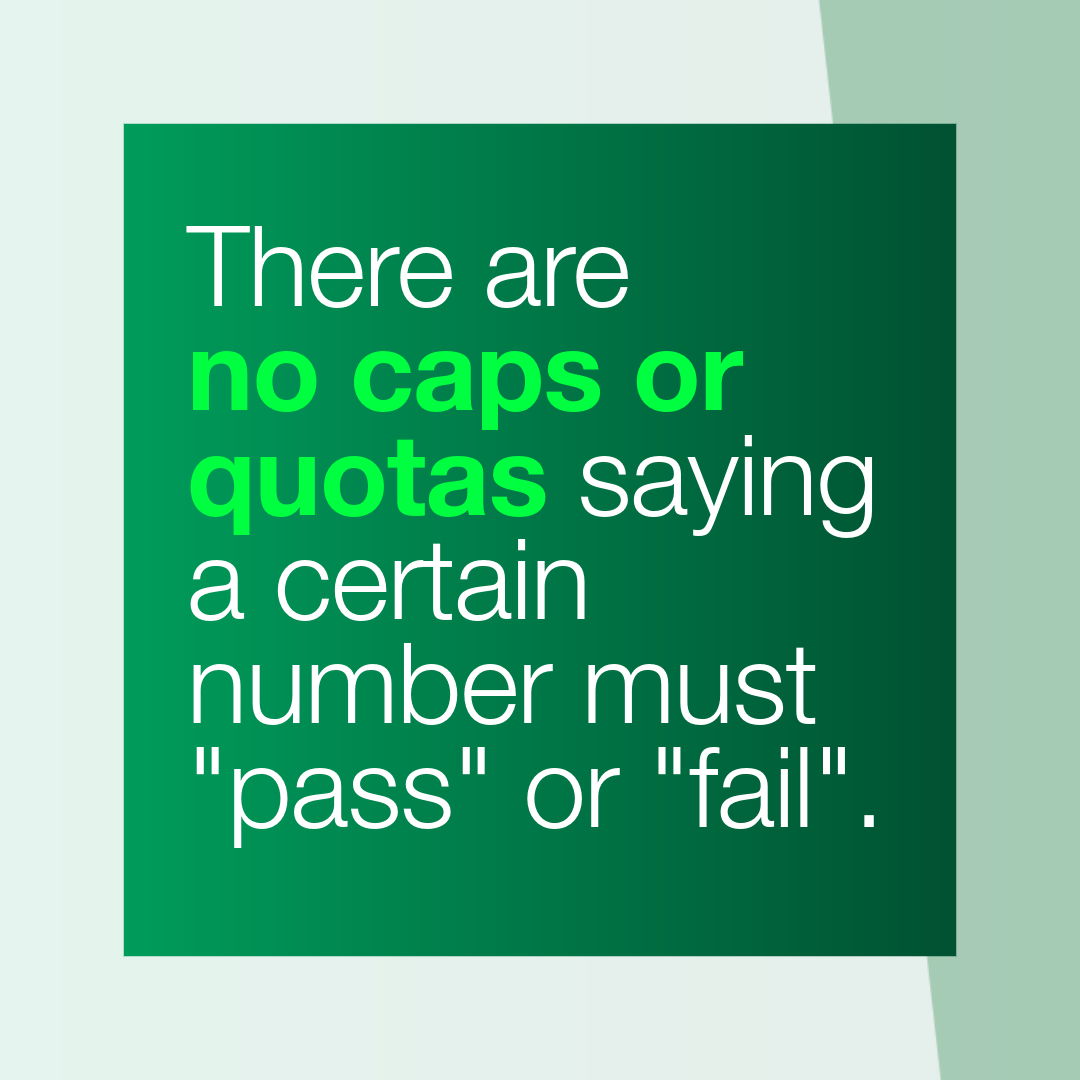 There are
no caps or
quotas saying
a certain
number must
"pass" or "fail".